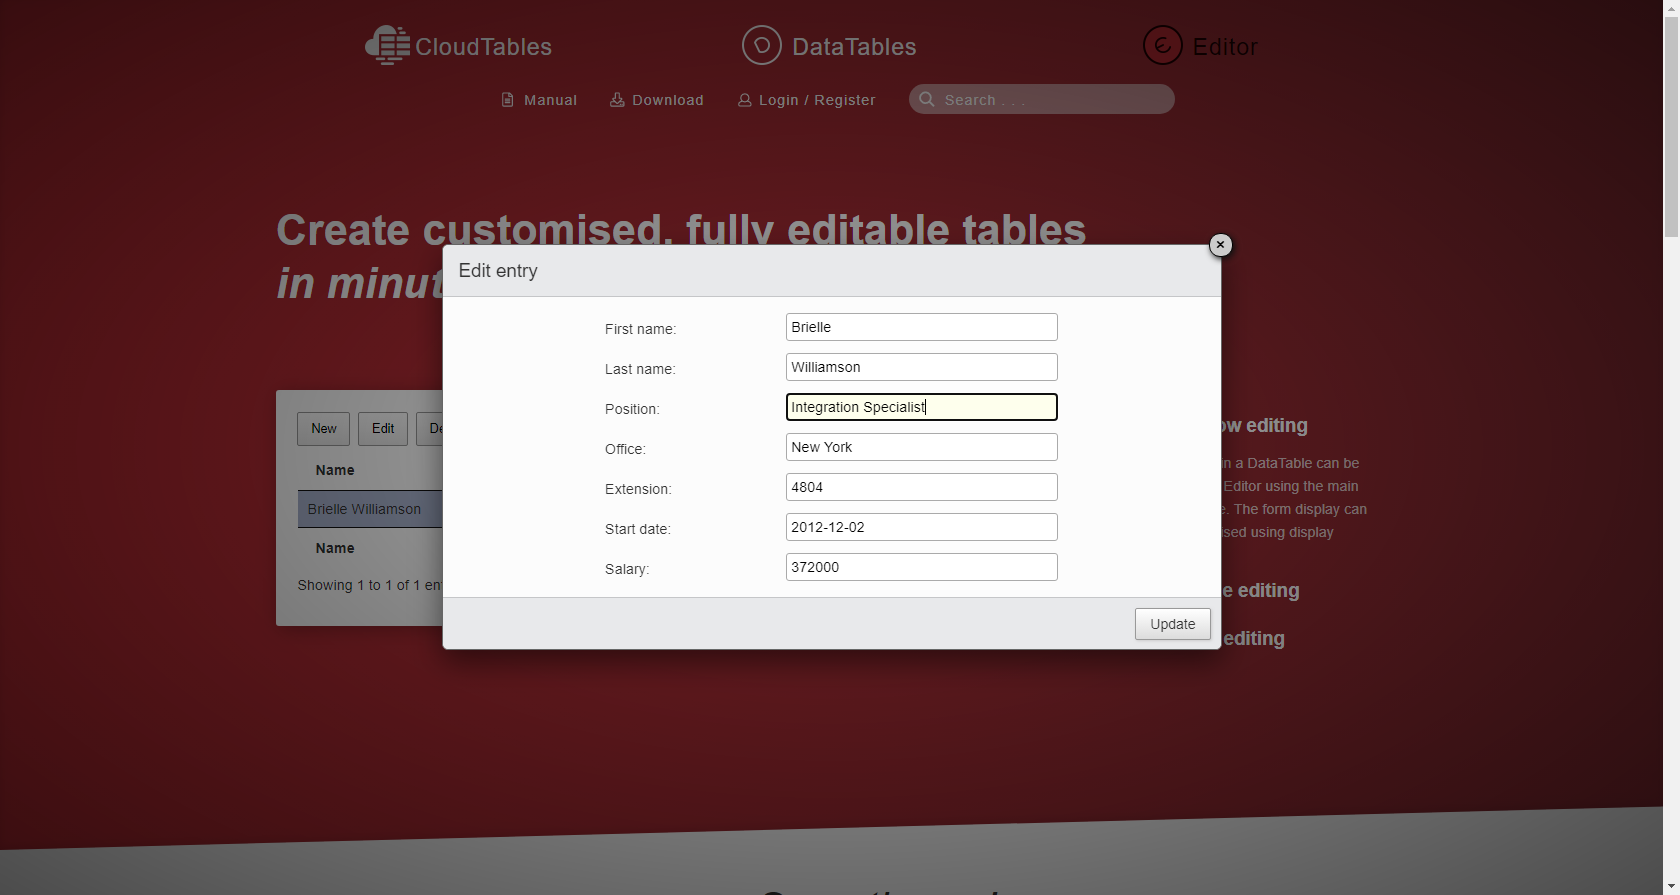 CloudTables
DataTables
Editor
Manual
Download
Login / Register
Search . . .
Create customised, fully editable tables
in minut
Edit entry
×
First name:
Brielle
Last name:
Williamson
Position:
Integration Specialist
Office:
New York
Extension:
4804
Start date:
2012-12-02
Salary:
372000
Update
New
Edit
De
Name
Brielle Williamson
Name
Showing 1 to 1 of 1 en
ow editing
in a DataTable can be
Editor using the main
e. The form display can
ised using display
e editing
editing